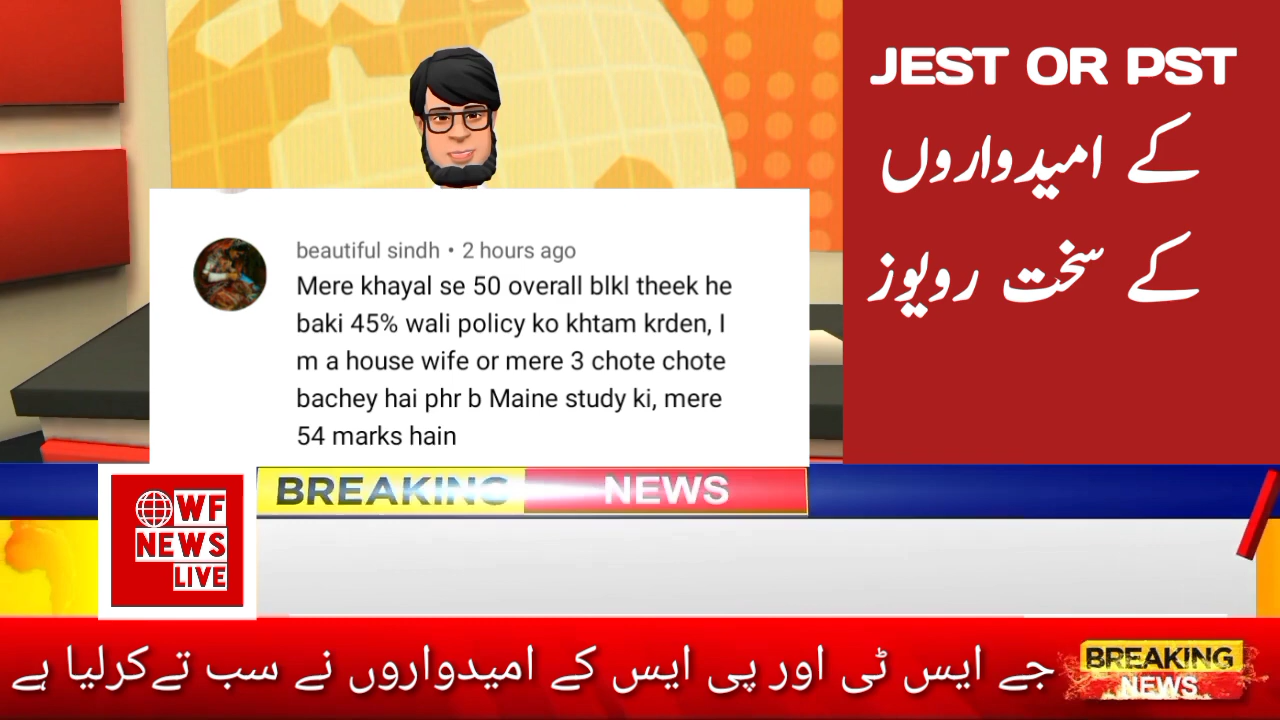 JEST OR PST
کے امیدواروں
کے سخت رویوز
beautiful sindh • 2 hours ago
Mere khayal se 50 overall blkl theek he
baki 45% wali policy ko khtam krden, I
m a house wife or mere 3 chote chote
bachey hai phr b Maine study ki, mere
54 marks hain
BREAKING NEWS
WF
NEWS
LIVE
جے ایس ٹی اور پی ایس کے امیدواروں نے سب تےکرلیا ہے
BREAKING
NEWS